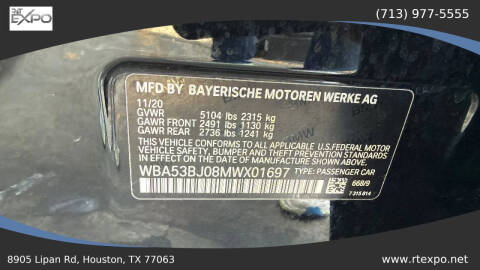 EXPO
(713) 977-5555
MFD BY BAYERISCHE MOTOREN WERKE AG
11/20
GVWR 5104 lbs 2315 kg
GAWR FRONT 2491 lbs 1130 kg
GAWR REAR 2736 lbs 1241 kg
THIS VEHICLE CONFORMS TO ALL APPLICABLE U.S.FEDERAL MOTOR
VEHICLE SAFETY, BUMPER AND THEFT PREVENTION STANDARDS
IN EFFECT ON THE DATE OF MANUFACTURE SHOWN ABOVE.
WBA53BJ08MWX01697 TYPE: PASSENGER CAR
668/9
7 315 814
8905 Lipan Rd, Houston, TX 77063
www.rtexpo.net